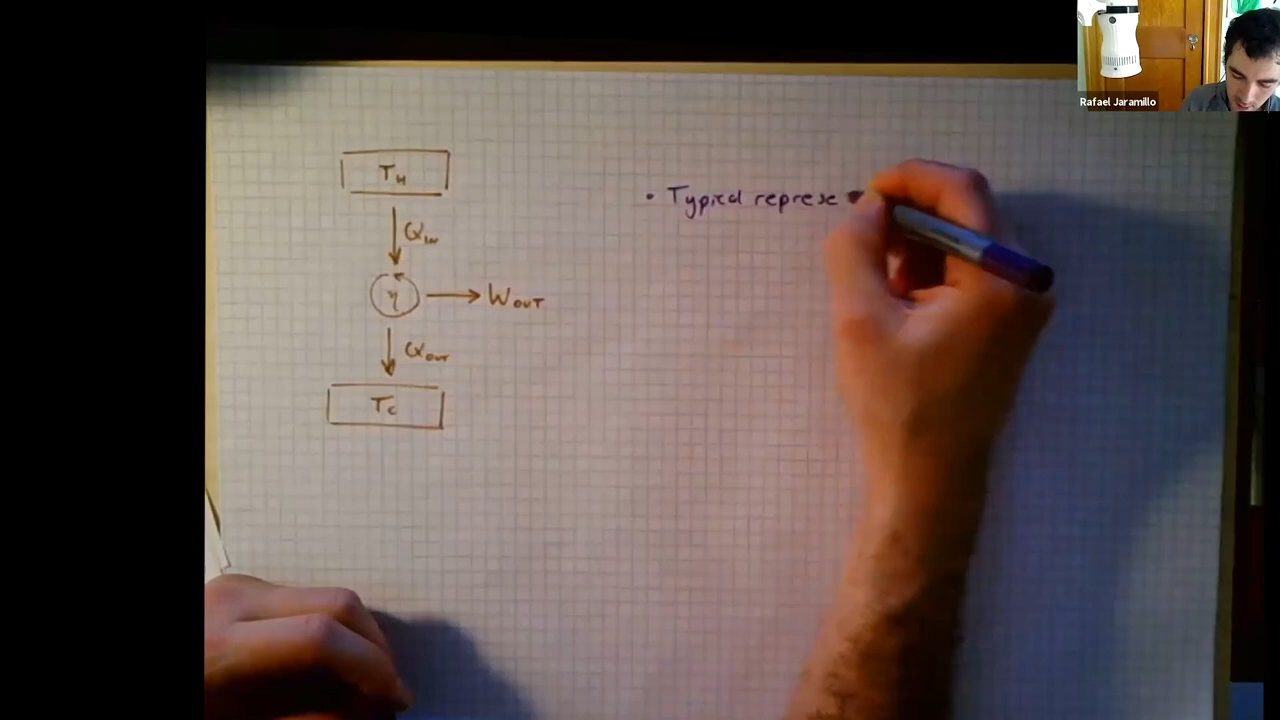 Rafael Jaramillo
T_H
Q_IN
η
W_OUT
Q_OUT
T_C
• Typical represe